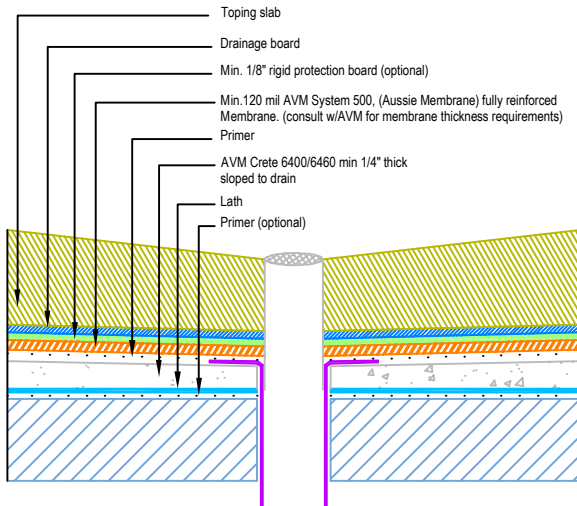 Toping slab
Drainage board
Min. 1/8" rigid protection board (optional)
Min.120 mil AVM System 500, (Aussie Membrane) fully reinforced
Membrane. (consult w/AVM for membrane thickness requirements)
Primer
AVM Crete 6400/6460 min 1/4" thick
sloped to drain
Lath
Primer (optional)